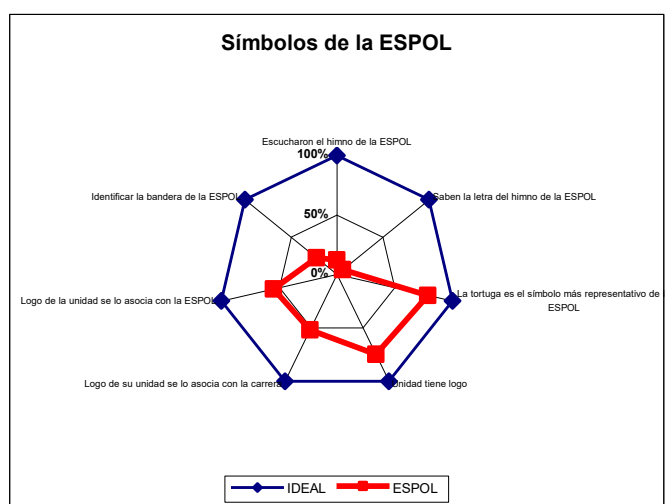 Símbolos de la ESPOL
Escucharon el himno de la ESPOL
100%
Identificar la bandera de la ESPOL
Saben la letra del himno de la ESPOL
50%
0%
Logo de la unidad se lo asocia con la ESPOL
La tortuga es el símbolo más representativo de l
ESPOL
Logo de su unidad se lo asocia con la carrera
Unidad tiene logo
IDEAL
ESPOL